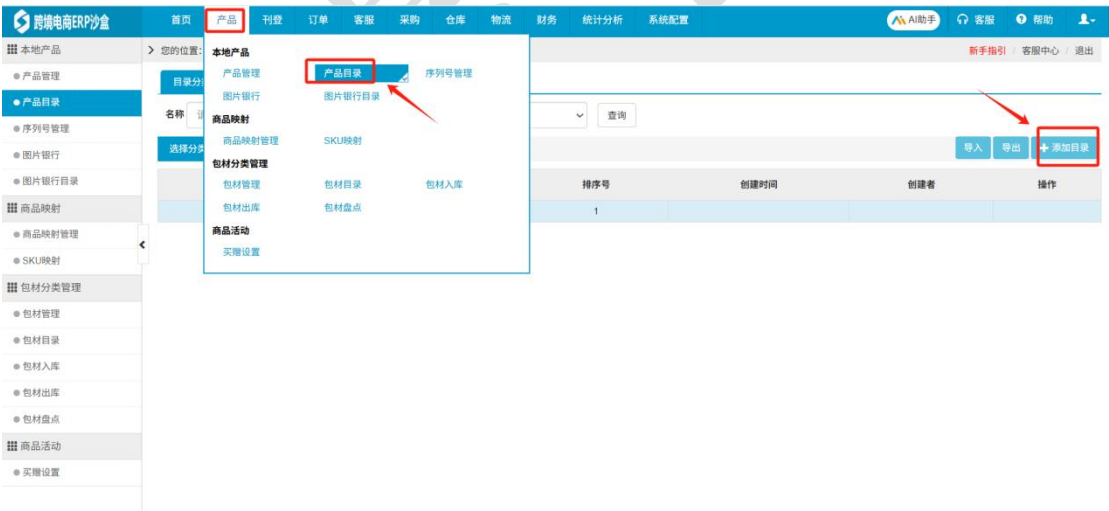 跨境电商ERP沙盒 首页 产品 刊登 订单 客服 采购 仓库 物流 财务 统计分析 系统配置 AI助手 客服 帮助
本地产品
产品管理
产品目录
序列号管理
图片银行
图片银行目录
商品映射
商品映射管理
SKU映射
包材分类管理
包材管理
包材目录
包材入库
包材出库
包材盘点
商品活动
买赠设置
您的位置: 新手指引 / 客服中心 / 退出
本地产品
产品管理 产品目录 序列号管理
图片银行 图片银行目录
商品映射
商品映射管理 SKU映射
包材分类管理
包材管理 包材目录 包材入库
包材出库 包材盘点
商品活动
买赠设置
目录分
名称 查询
选择分 导入 导出 添加目录
排序号 创建时间 创建者 操作
1